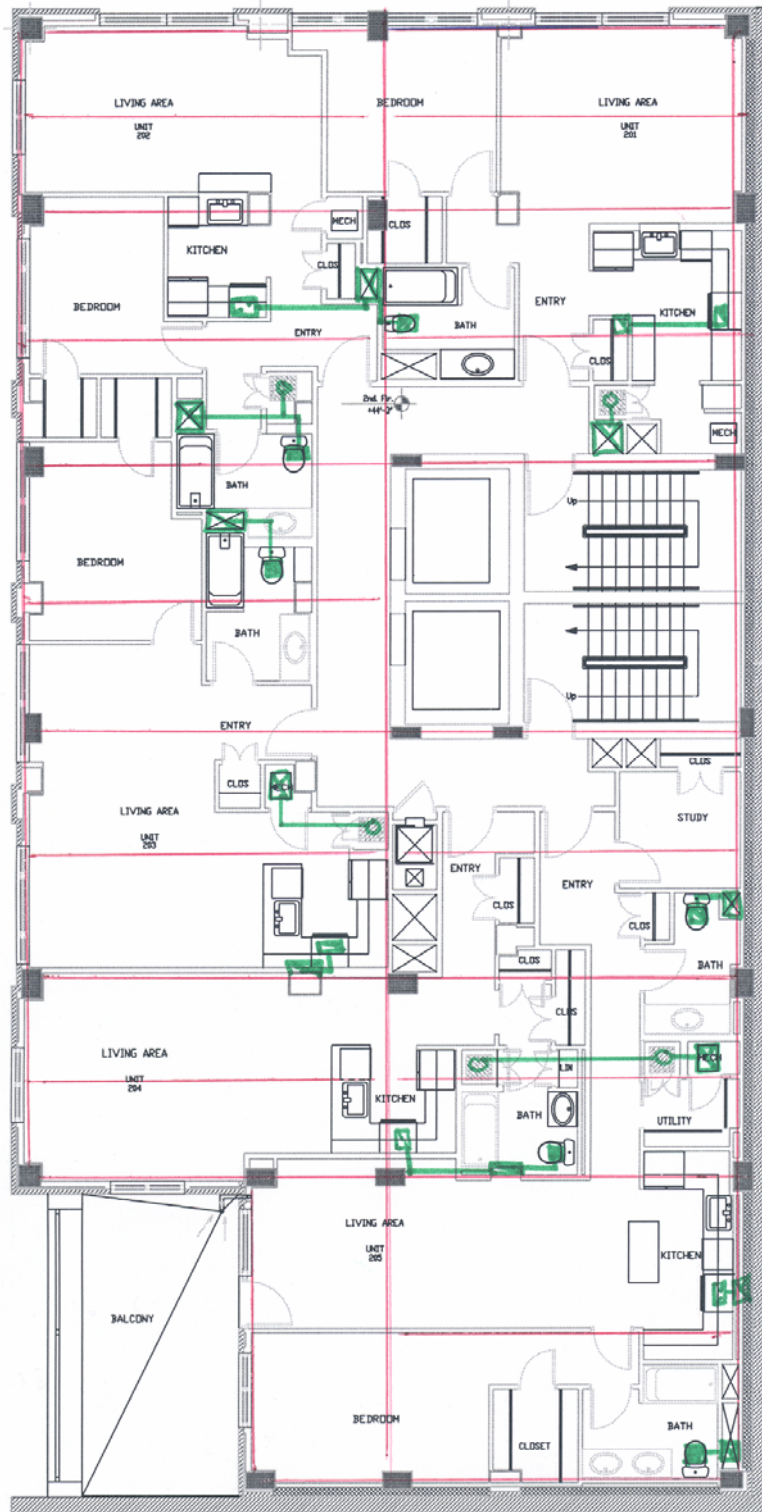 LIVING AREA
UNIT
202
BEDROOM
LIVING AREA
UNIT
201
MECH
CLOS
KITCHEN
CLOS
BEDROOM
ENTRY
KITCHEN
BATH
ENTRY
CLOS
2nd. Flr.
+44'-0"
MECH
BATH
Up
BEDROOM
BATH
Up
ENTRY
CLOS
CLOS
MECH
LIVING AREA
UNIT
203
STUDY
ENTRY
ENTRY
CLOS
CLOS
CLOS
BATH
CLOS
LIVING AREA
UNIT
204
MECH
LIN
KITCHEN
BATH
UTILITY
LIVING AREA
UNIT
205
KITCHEN
BALCONY
BEDROOM
BATH
CLOSET